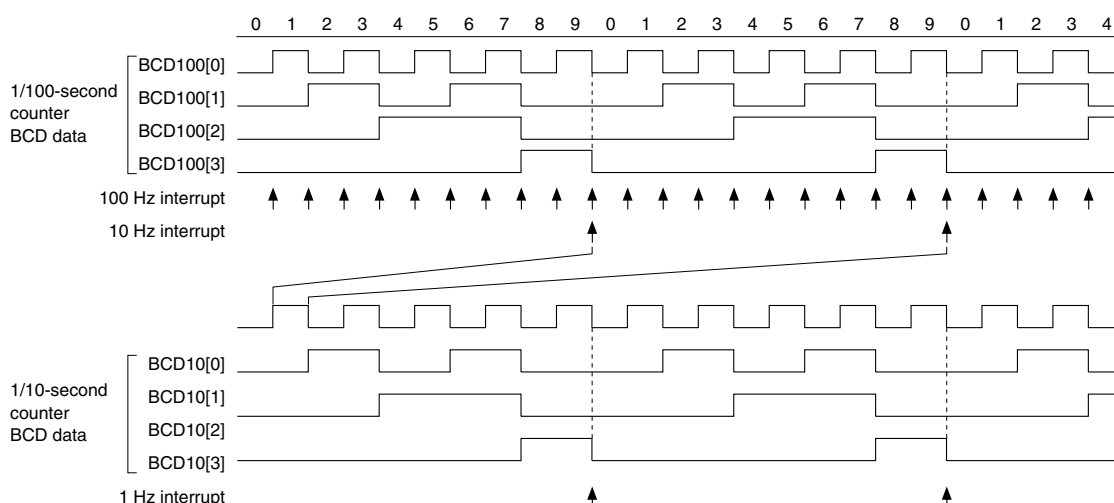 0 1 2 3 4 5 6 7 8 9 0 1 2 3 4 5 6 7 8 9 0 1 2 3 4
1/100-second
counter
BCD data
BCD100[0]
BCD100[1]
BCD100[2]
BCD100[3]
100 Hz interrupt
10 Hz interrupt
1/10-second
counter
BCD data
BCD10[0]
BCD10[1]
BCD10[2]
BCD10[3]
1 Hz interrupt